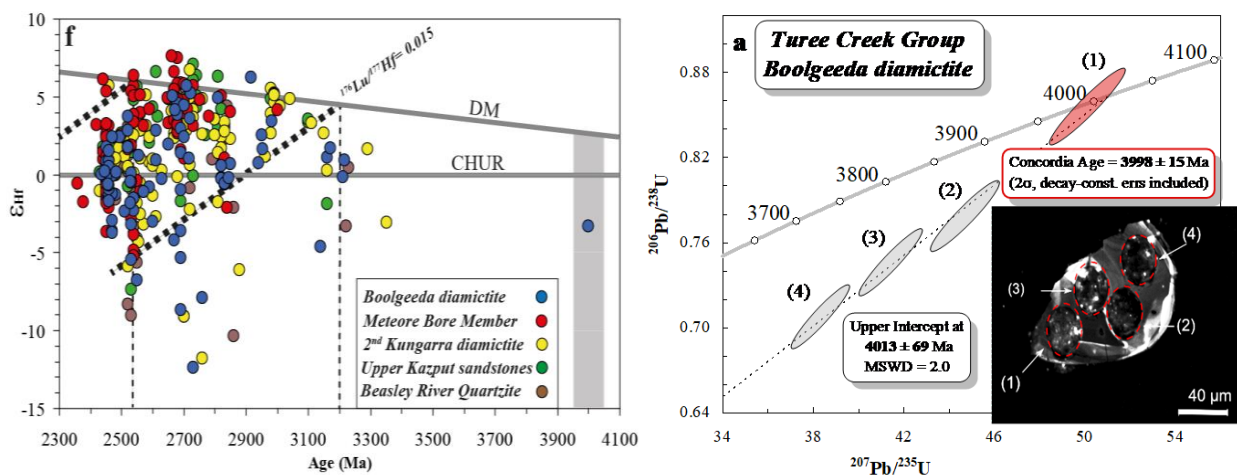 f
εHf
10
5
0
-5
-10
-15
DM
CHUR
¹⁷⁶Lu/¹⁷⁷Hf= 0.015
Boolgeeda diamictite
Meteore Bore Member
2nd Kungarra diamictite
Upper Kazput sandstones
Beasley River Quartzite
2300 2500 2700 2900 3100 3300 3500 3700 3900 4100
Age (Ma)
a
Turee Creek Group
Boolgeeda diamictite
²⁰⁶Pb/²³⁸U
0.88
0.82
0.76
0.70
0.64
3700
3800
3900
4000
4100
(1)
(2)
(3)
(4)
Concordia Age = 3998 ± 15 Ma
(2σ, decay-const. errs included)
Upper Intercept at
4013 ± 69 Ma
MSWD = 2.0
(4)
(3)
(2)
(1)
40 µm
34 38 42 46 50 54
²⁰⁷Pb/²³⁵U